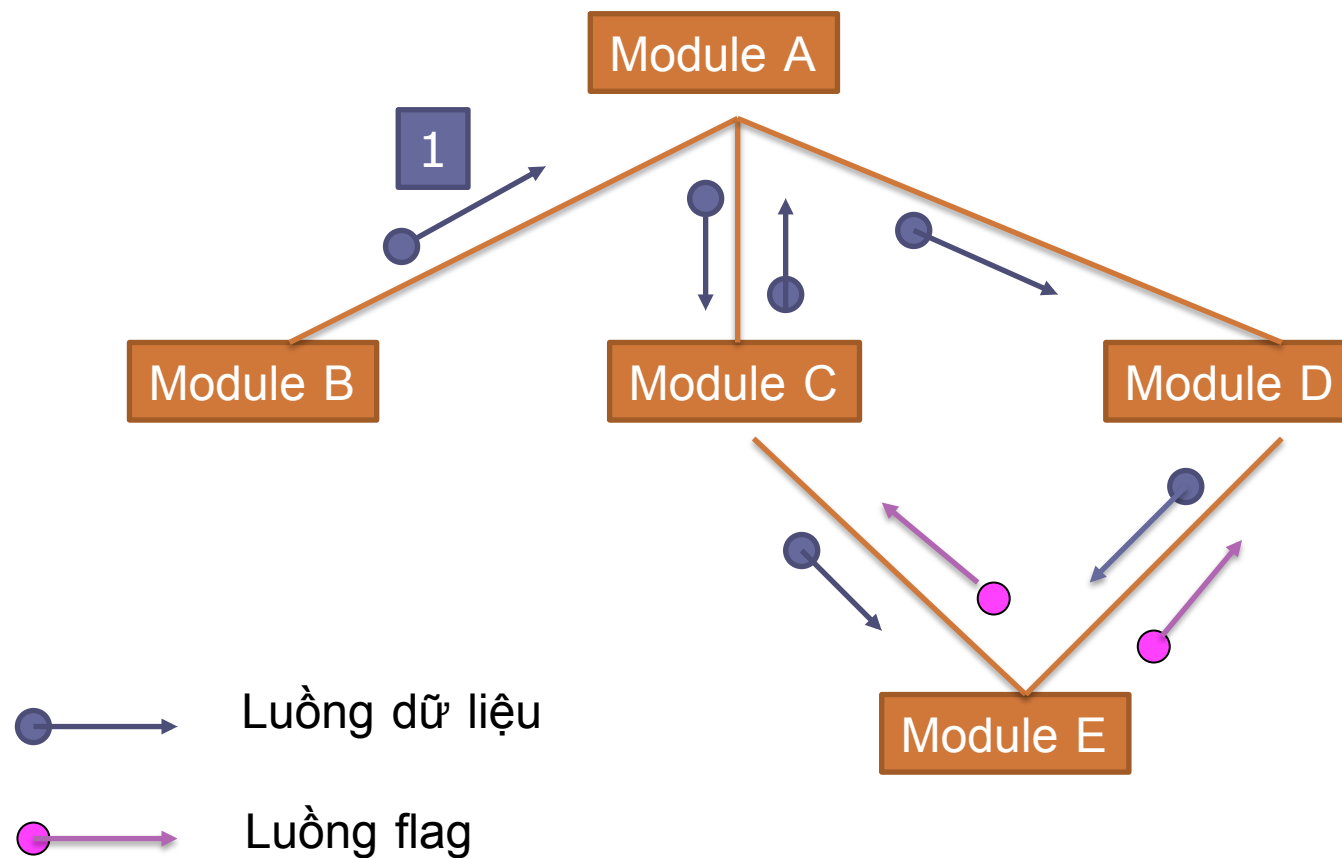 Module A
1
Module B
Module C
Module D
Module E
Luồng dữ liệu
Luồng flag